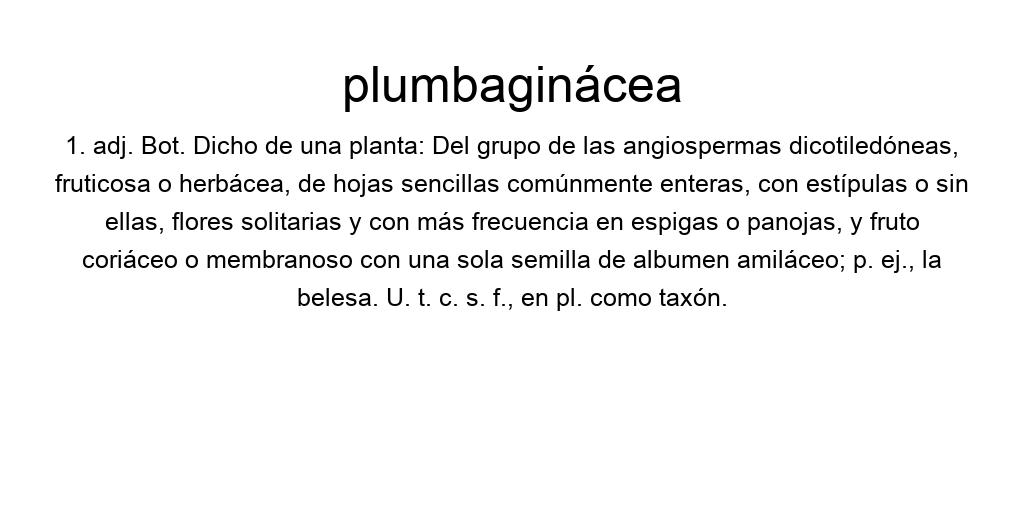 plumbaginácea
1. adj. Bot. Dicho de una planta: Del grupo de las angiospermas dicotiledóneas,
fruticosa o herbácea, de hojas sencillas comúnmente enteras, con estípulas o sin
ellas, flores solitarias y con más frecuencia en espigas o panojas, y fruto
coriáceo o membranoso con una sola semilla de albumen amiláceo; p. ej., la
belesa. U. t. c. s. f., en pl. como taxón.